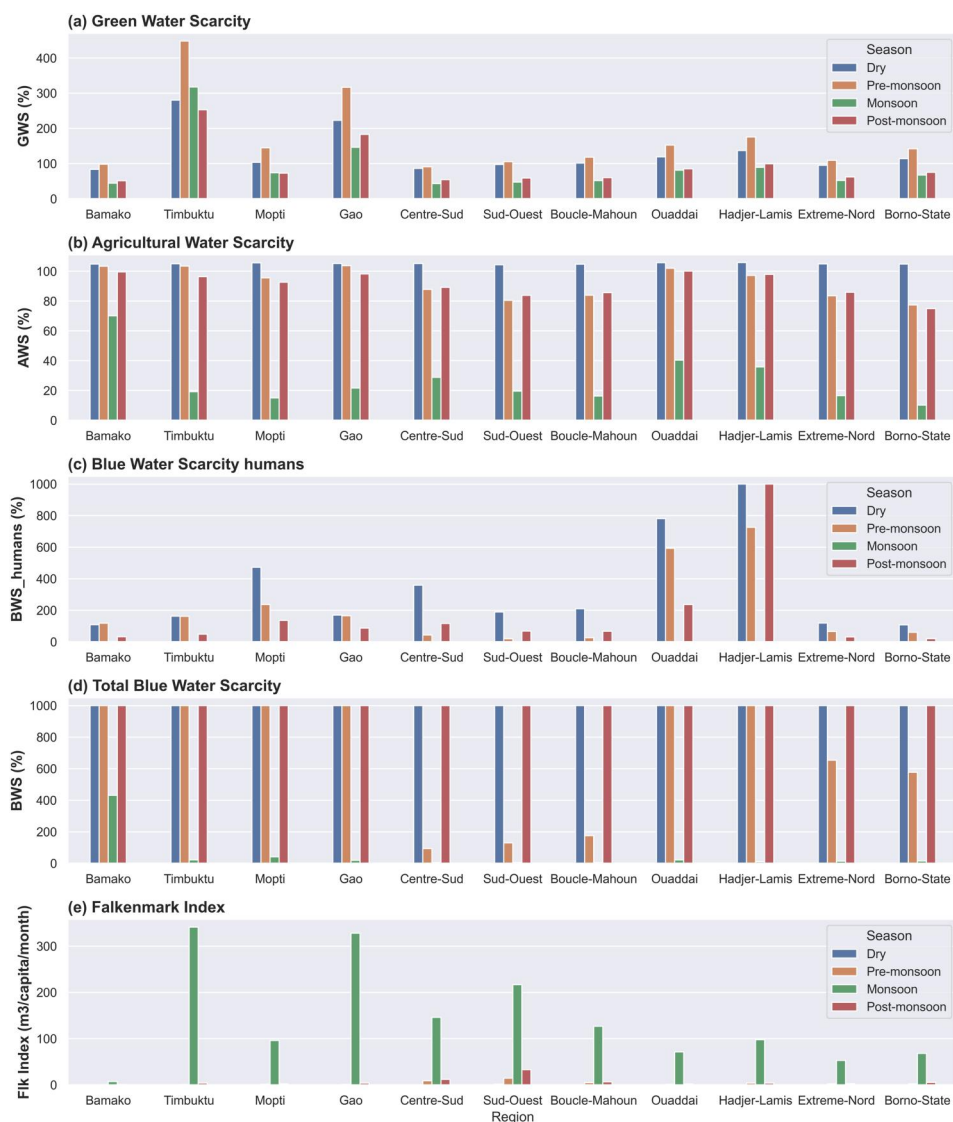 (a) Green Water Scarcity
GWS (%)
400
300
200
100
0
Season
Dry
Pre-monsoon
Monsoon
Post-monsoon
Bamako Timbuktu Mopti Gao Centre-Sud Sud-Ouest Boucle-Mahoun Ouaddai Hadjer-Lamis Extreme-Nord Borno-State
(b) Agricultural Water Scarcity
AWS (%)
100
80
60
40
20
0
Bamako Timbuktu Mopti Gao Centre-Sud Sud-Ouest Boucle-Mahoun Ouaddai Hadjer-Lamis Extreme-Nord Borno-State
(c) Blue Water Scarcity humans
BWS_humans (%)
1000
800
600
400
200
0
Season
Dry
Pre-monsoon
Monsoon
Post-monsoon
Bamako Timbuktu Mopti Gao Centre-Sud Sud-Ouest Boucle-Mahoun Ouaddai Hadjer-Lamis Extreme-Nord Borno-State
(d) Total Blue Water Scarcity
BWS (%)
1000
800
600
400
200
0
Bamako Timbuktu Mopti Gao Centre-Sud Sud-Ouest Boucle-Mahoun Ouaddai Hadjer-Lamis Extreme-Nord Borno-State
(e) Falkenmark Index
Flk Index (m3/capita/month)
300
200
100
0
Season
Dry
Pre-monsoon
Monsoon
Post-monsoon
Bamako Timbuktu Mopti Gao Centre-Sud Sud-Ouest Boucle-Mahoun Ouaddai Hadjer-Lamis Extreme-Nord Borno-State
Region